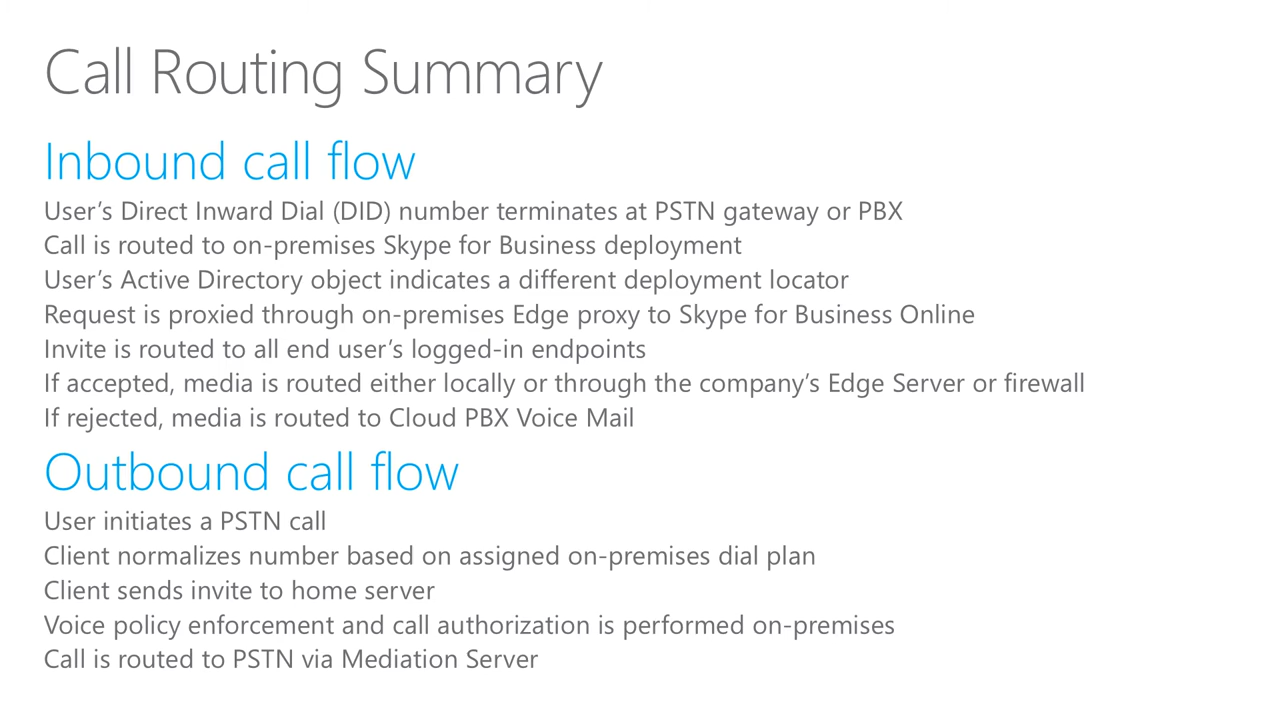 Call Routing Summary
Inbound call flow
User’s Direct Inward Dial (DID) number terminates at PSTN gateway or PBX
Call is routed to on-premises Skype for Business deployment
User’s Active Directory object indicates a different deployment locator
Request is proxied through on-premises Edge proxy to Skype for Business Online
Invite is routed to all end user’s logged-in endpoints
If accepted, media is routed either locally or through the company’s Edge Server or firewall
If rejected, media is routed to Cloud PBX Voice Mail
Outbound call flow
User initiates a PSTN call
Client normalizes number based on assigned on-premises dial plan
Client sends invite to home server
Voice policy enforcement and call authorization is performed on-premises
Call is routed to PSTN via Mediation Server